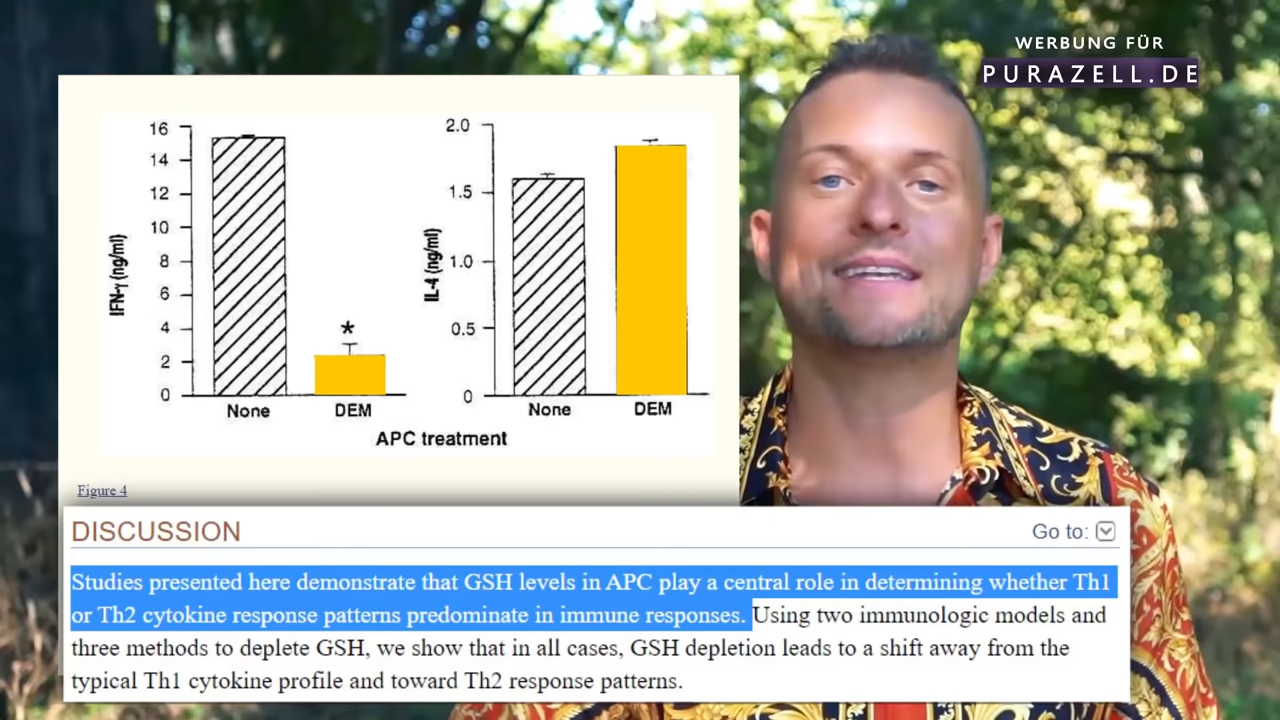 WERBUNG FÜR
PURAZELL.DE
16
14
12
10
8
6
4
2
0
IFN-γ (ng/ml)
*
None
DEM
2.0
1.5
1.0
0.5
0
IL-4 (ng/ml)
None
DEM
APC treatment
Figure 4
DISCUSSION
Go to:
Studies presented here demonstrate that GSH levels in APC play a central role in determining whether Th1
or Th2 cytokine response patterns predominate in immune responses. Using two immunologic models and
three methods to deplete GSH, we show that in all cases, GSH depletion leads to a shift away from the
typical Th1 cytokine profile and toward Th2 response patterns.